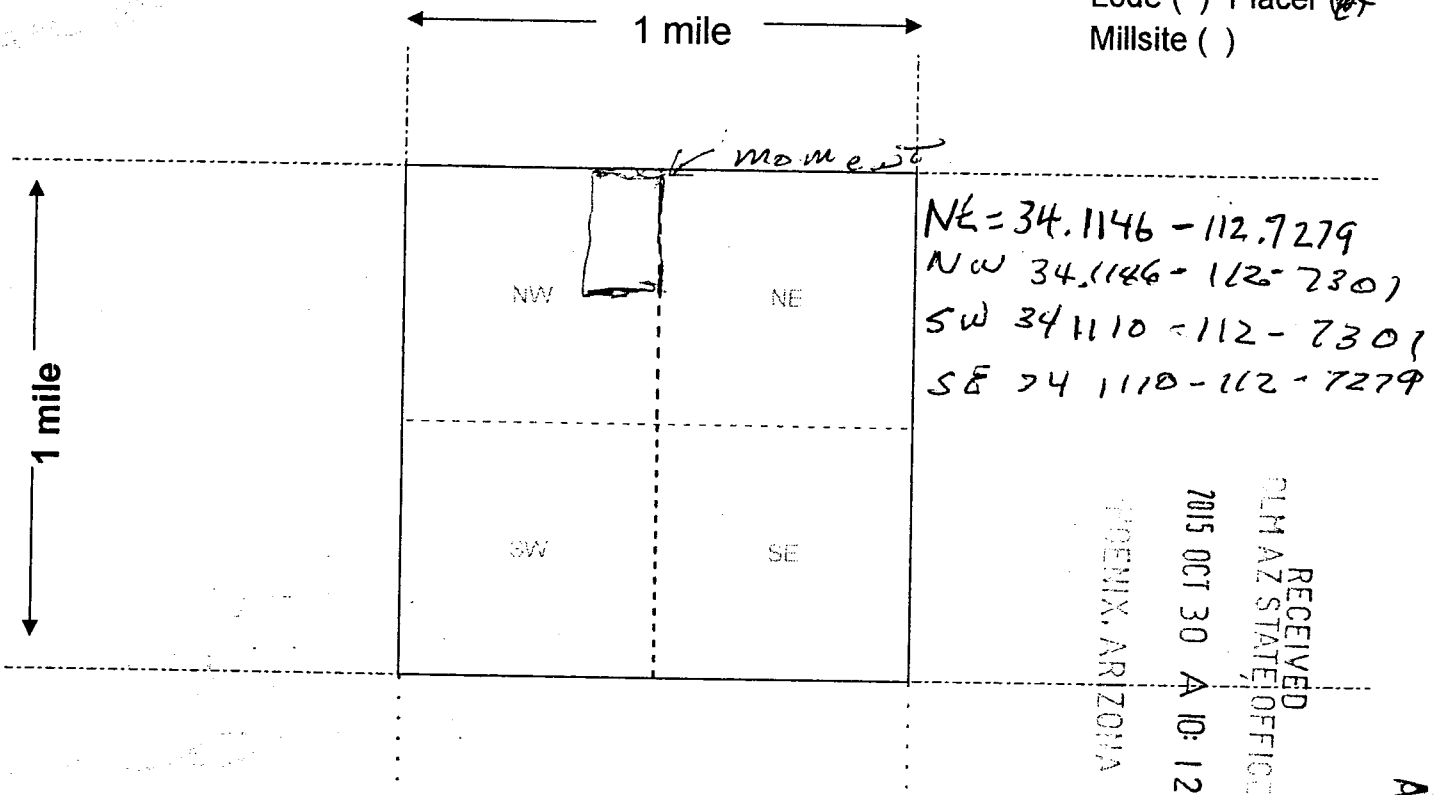 Lode ( ) Placer
Millsite ( )
1 mile
1 mile
NW
NE
SW
SE
NE = 34.1146 - 112.7279
NW 34.1146 - 112-7301
SW 34 1110 - 112 - 7301
SE 34 1110 - 112 - 7279
RECEIVED
BLM AZ STATE OFFICE
2015 OCT 30 A 10: 12
PHOENIX, ARIZONA
A